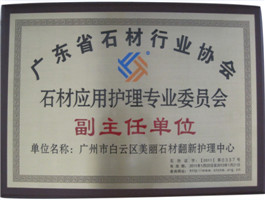 广东省石材行业协会
石材应用护理专业委员会
副主任单位
单位名称：广州市白云区美丽石材翻新护理中心